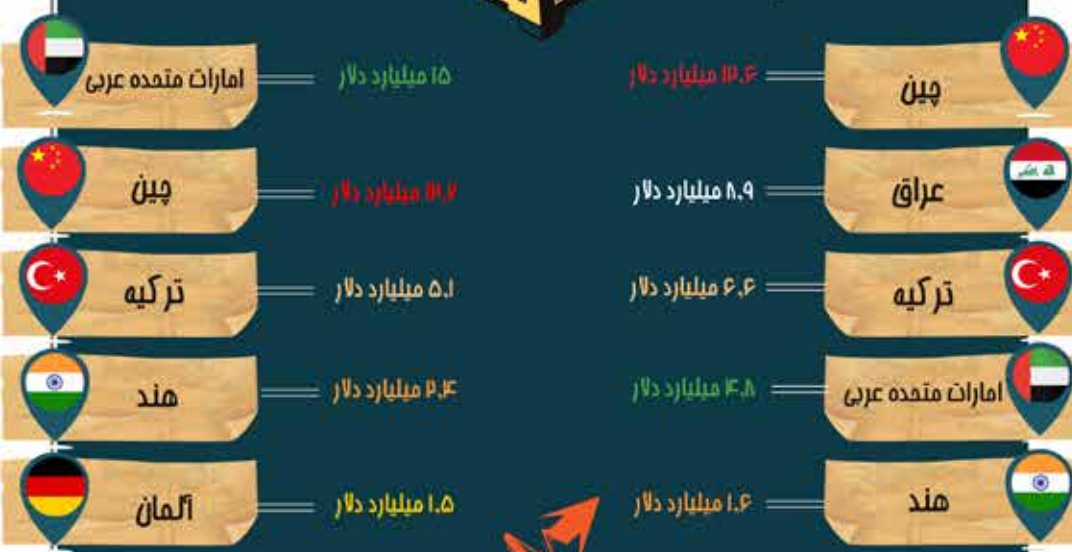 چین
۱۲.۶ میلیارد دلار
۱۵ میلیارد دلار
امارات متحده عربی
عراق
۸.۹ میلیارد دلار
۱۲.۷ میلیارد دلار
چین
ترکیه
۶.۶ میلیارد دلار
۵.۱ میلیارد دلار
ترکیه
امارات متحده عربی
۴.۸ میلیارد دلار
۲.۴ میلیارد دلار
هند
هند
۱.۶ میلیارد دلار
۱.۵ میلیارد دلار
آلمان